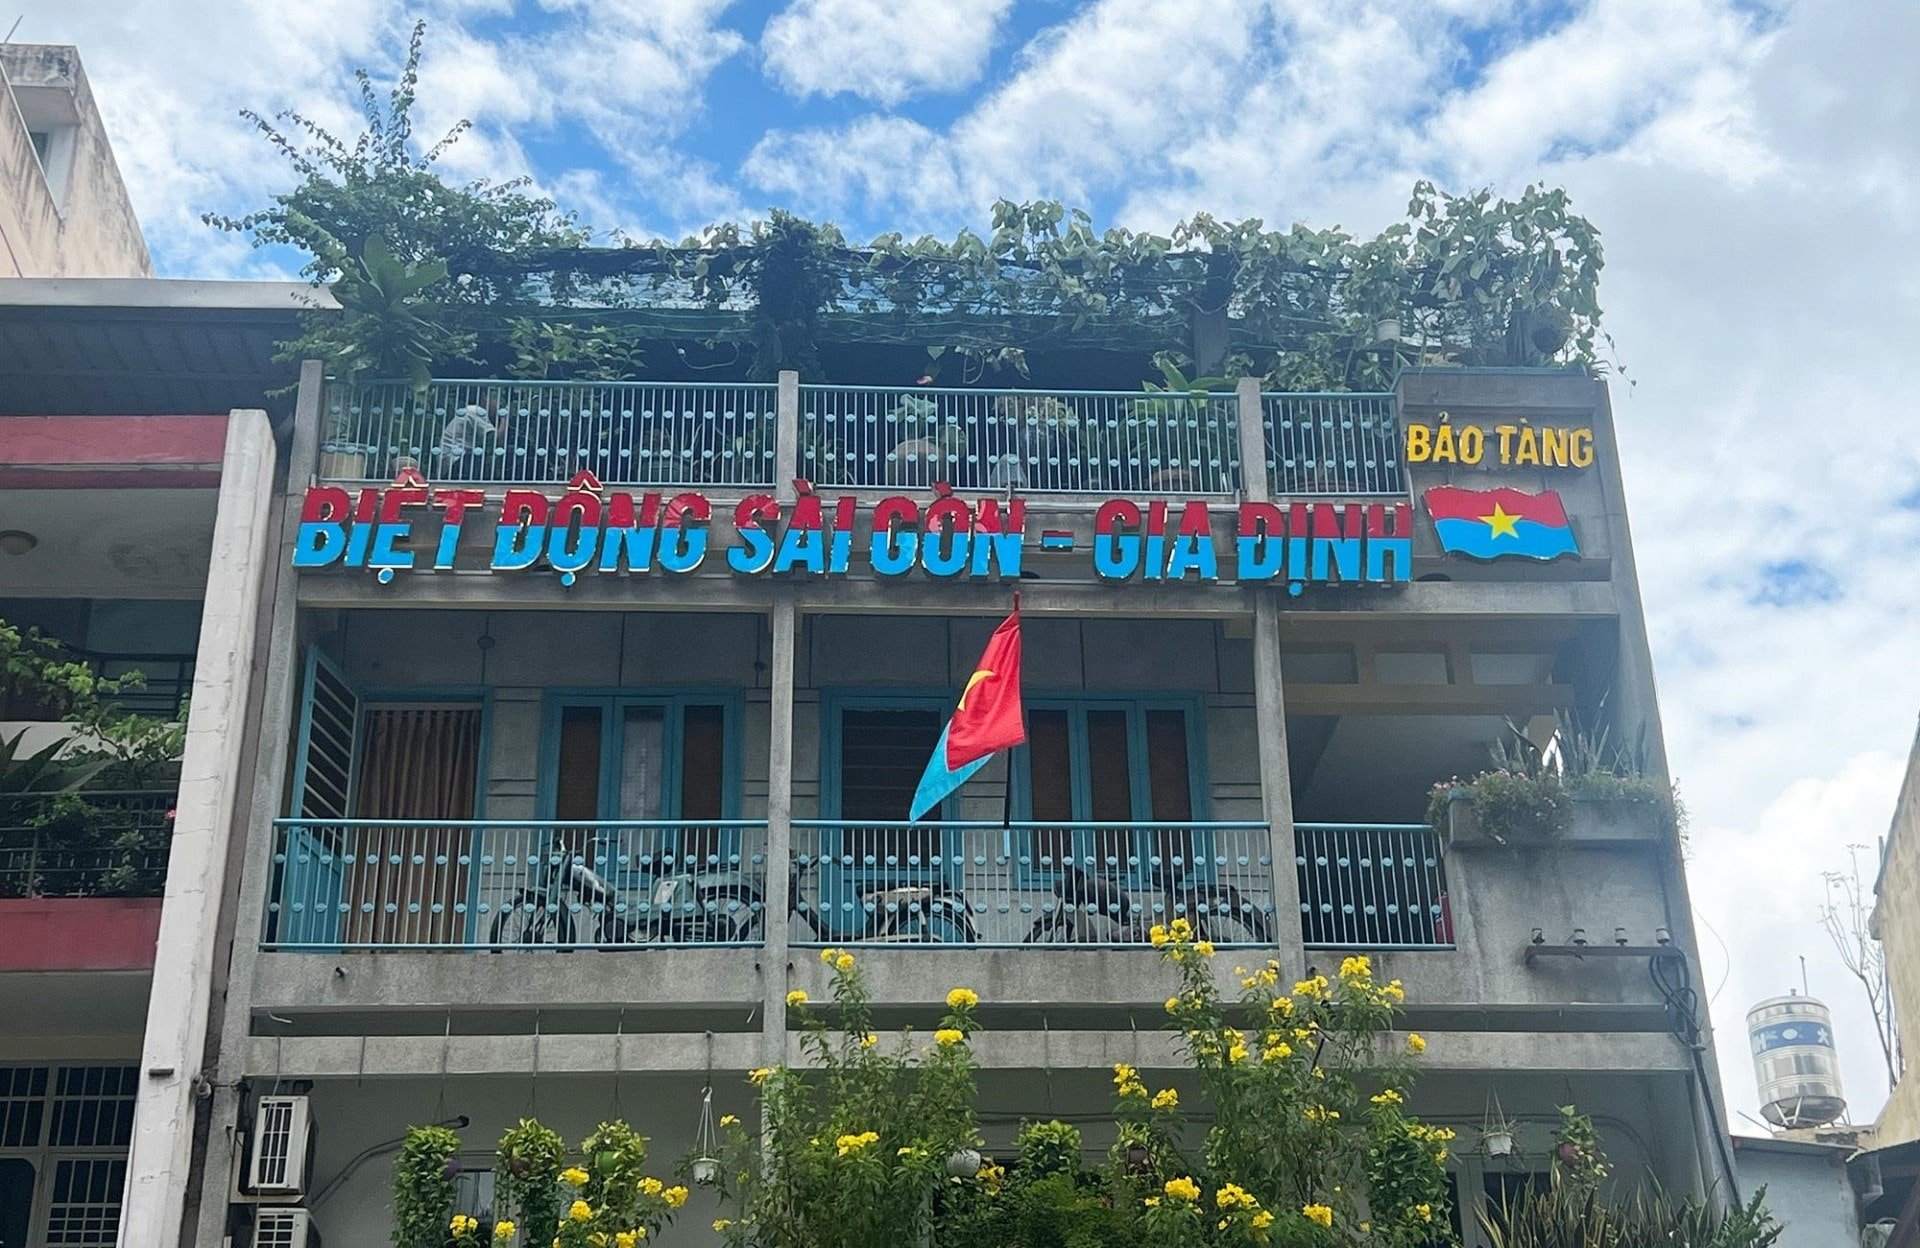 BẢO TÀNG
BIỆT ĐỘNG SÀI GÒN - GIA ĐỊNH